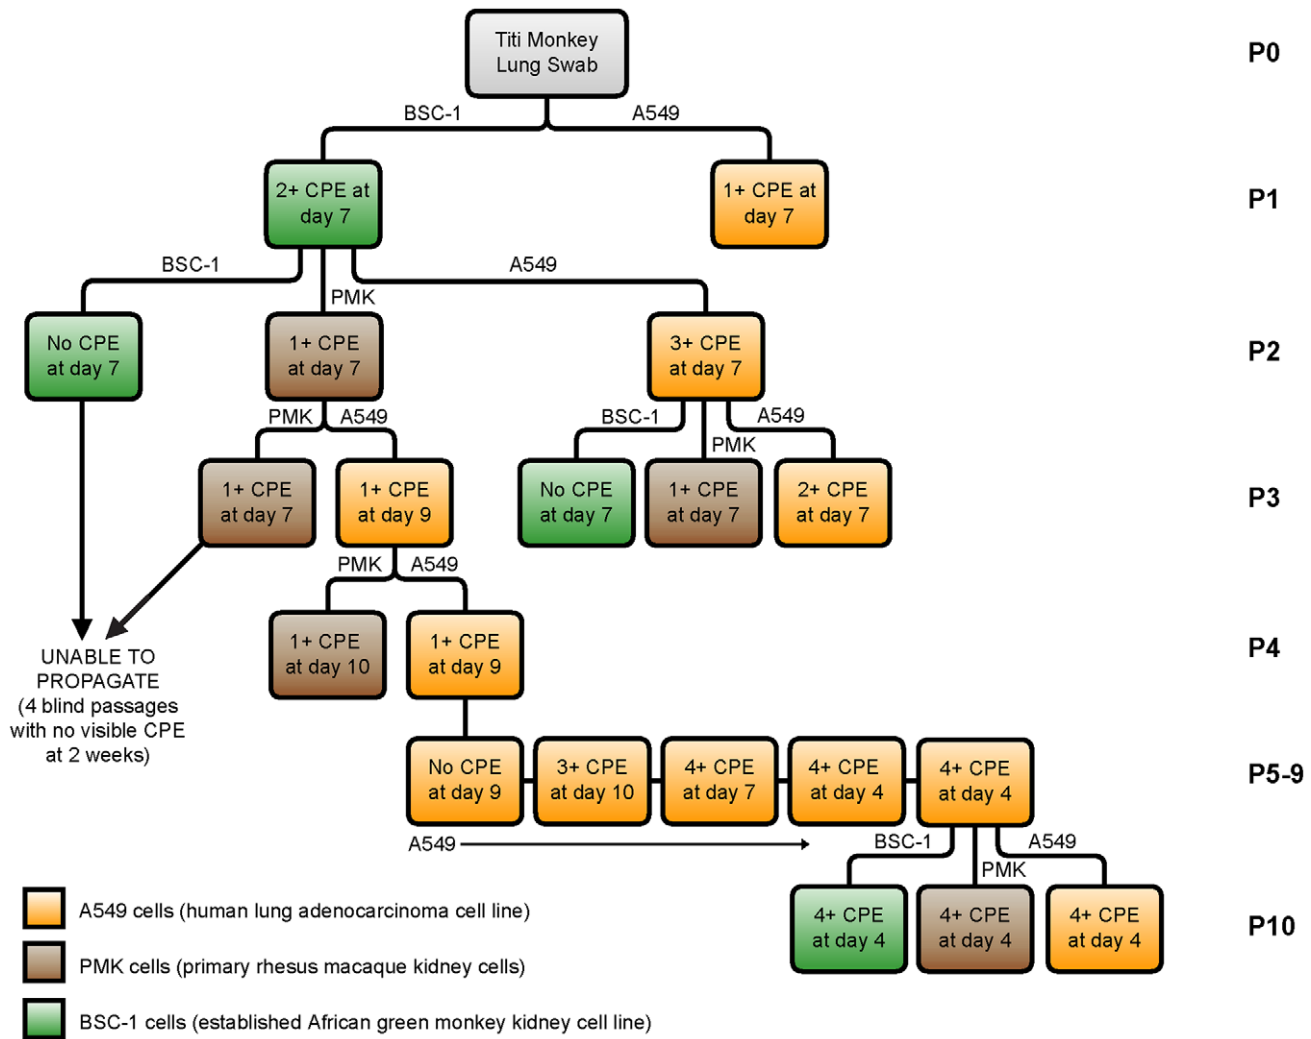 Titi Monkey
Lung Swab
P0
BSC-1
A549
2+ CPE at
day 7
1+ CPE at
day 7
P1
BSC-1
PMK
A549
No CPE
at day 7
1+ CPE
at day 7
3+ CPE
at day 7
P2
PMK
A549
BSC-1
PMK
A549
1+ CPE
at day 7
1+ CPE
at day 9
No CPE
at day 7
1+ CPE
at day 7
2+ CPE
at day 7
P3
PMK
A549
1+ CPE
at day 10
1+ CPE
at day 9
P4
UNABLE TO
PROPAGATE
(4 blind passages
with no visible CPE
at 2 weeks)
No CPE
at day 9
3+ CPE
at day 10
4+ CPE
at day 7
4+ CPE
at day 4
4+ CPE
at day 4
P5-9
A549
BSC-1
PMK
A549
4+ CPE
at day 4
4+ CPE
at day 4
4+ CPE
at day 4
P10
A549 cells (human lung adenocarcinoma cell line)
PMK cells (primary rhesus macaque kidney cells)
BSC-1 cells (established African green monkey kidney cell line)